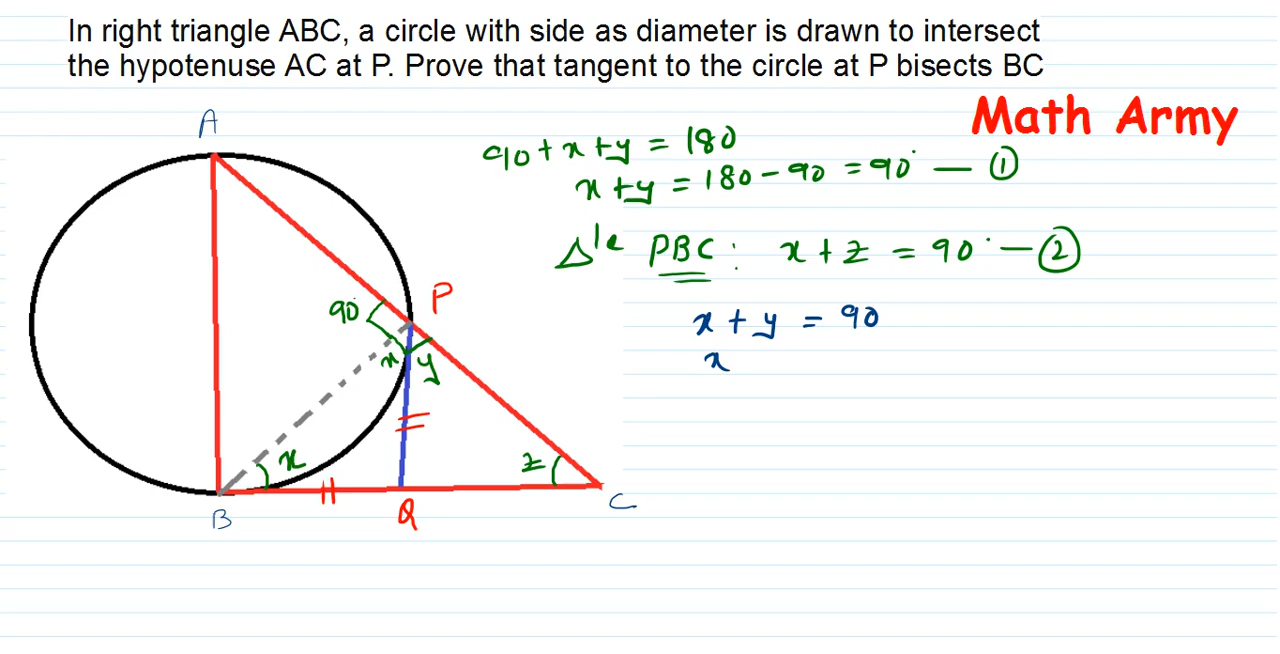 In right triangle ABC, a circle with side as diameter is drawn to intersect
the hypotenuse AC at P. Prove that tangent to the circle at P bisects BC
Math Army
A
90 + x + y = 180
x + y = 180 - 90 = 90° — ①
Δle PBC : x + z = 90° — ②
90
P
x + y = 90
x
x y
x
z
B
Q
C